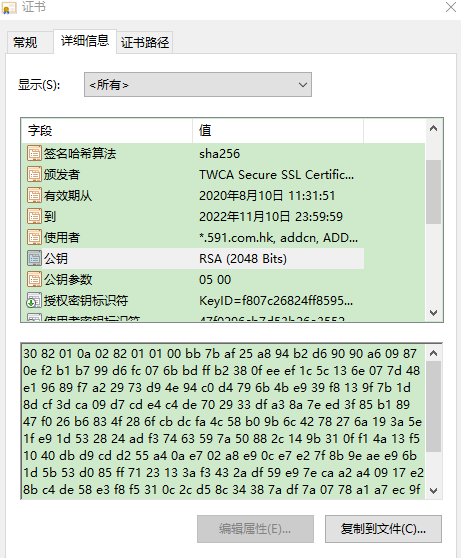 证书
常规
详细信息
证书路径
显示(S):
<所有>
字段
值
签名哈希算法
sha256
颁发者
TWCA Secure SSL Certific...
有效期从
2020年8月10日 11:31:51
到
2022年11月10日 23:59:59
使用者
*.591.com.hk, addcn, ADD...
公钥
RSA (2048 Bits)
公钥参数
05 00
授权密钥标识符
KeyID=f807c26824ff8595...
30 82 01 0a 02 82 01 01 00 bb 7b af 25 a8 94 b2 d6 90 90 a6 09 87
0e f2 b1 b7 99 d6 fc 07 6b bd ff b2 38 0f ee ef 1c 5c 13 6e 07 7d 48
e1 96 89 f7 a2 29 73 d9 4e 94 c0 d4 79 6b 4b e9 39 f8 13 9f 7b 1d
8d cf 3d ca 09 d7 cd e4 c4 de 70 29 33 df a3 8a 7e ed 3f 85 b1 89
47 f0 26 b6 83 4f 28 6f cb dc fa 4c 58 b0 9b 6c 42 78 27 6a 19 3a 5e
1f e9 1d 53 28 24 ad f3 74 63 59 7a 50 88 2c 14 9b 31 0f f1 4a 13 f5
10 40 db d9 cd d2 55 a4 0a e7 02 a8 e9 0c e7 e2 7f 8b 9e ae e9 6b
1d 5b 53 d0 85 ff 71 23 13 3a f3 43 2a df 59 e9 7e ca a2 a4 09 17 e2
8b c4 de 58 e3 f8 f5 31 0c 2c d5 8c 34 38 7a df 7a 07 78 a1 a7 ec 9f
编辑属性(E)...
复制到文件(C)...